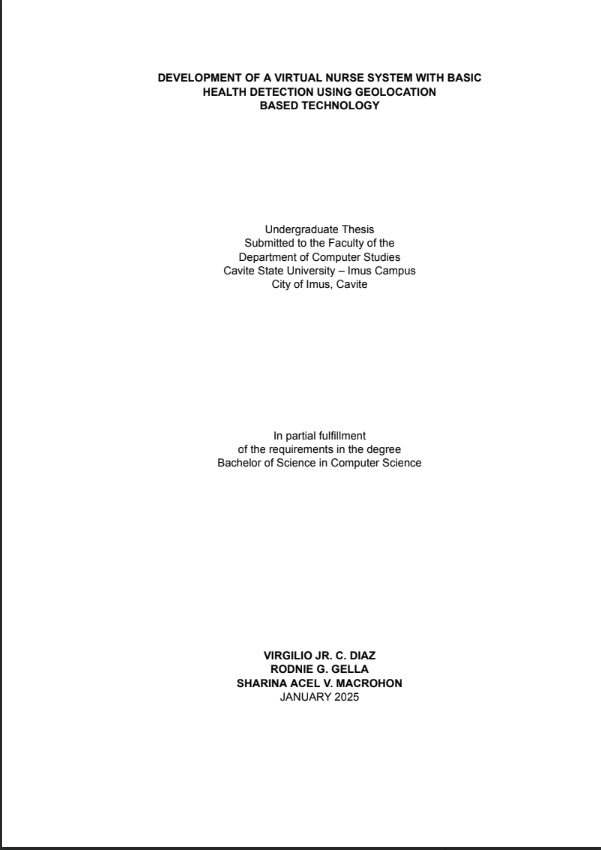 DEVELOPMENT OF A VIRTUAL NURSE SYSTEM WITH BASIC
HEALTH DETECTION USING GEOLOCATION
BASED TECHNOLOGY
Undergraduate Thesis
Submitted to the Faculty of the
Department of Computer Studies
Cavite State University – Imus Campus
City of Imus, Cavite
In partial fulfillment
of the requirements in the degree
Bachelor of Science in Computer Science
VIRGILIO JR. C. DIAZ
RODNIE G. GELLA
SHARINA ACEL V. MACROHON
JANUARY 2025